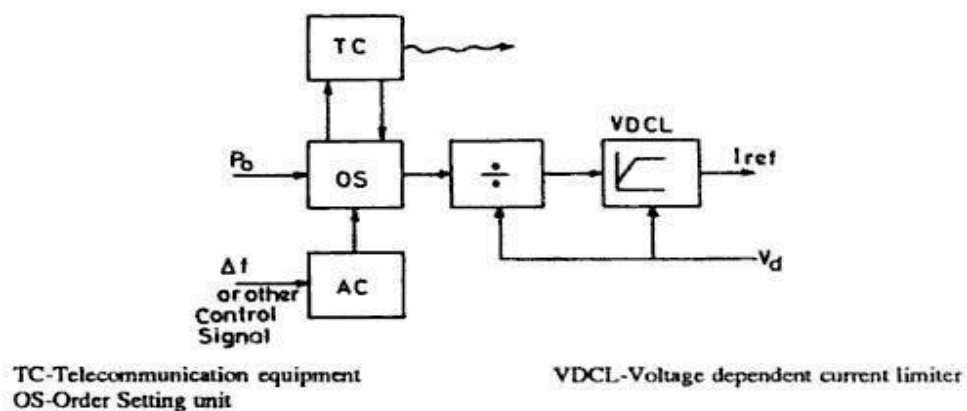 TC
VDCL
Po
OS
÷
Iref
Δf
or other
Control
Signal
AC
Vd
TC-Telecommunication equipment
VDCL-Voltage dependent current limiter
OS-Order Setting unit